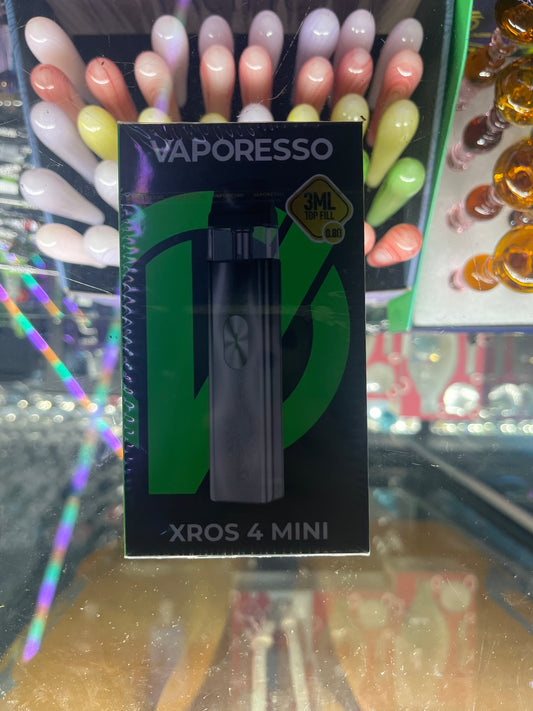 VAPORESSO
3ML
TOP FILL
0.8Ω
XROS 4 MINI